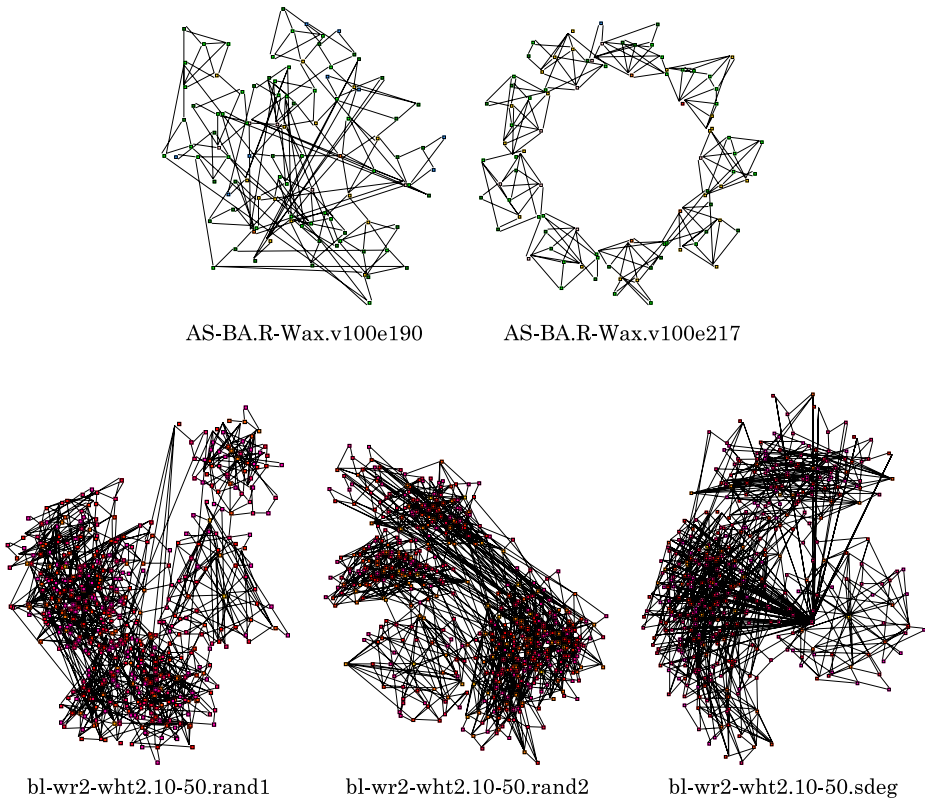 AS-BA.R-Wax.v100e190
AS-BA.R-Wax.v100e217
bl-wr2-wht2.10-50.rand1
bl-wr2-wht2.10-50.rand2
bl-wr2-wht2.10-50.sdeg